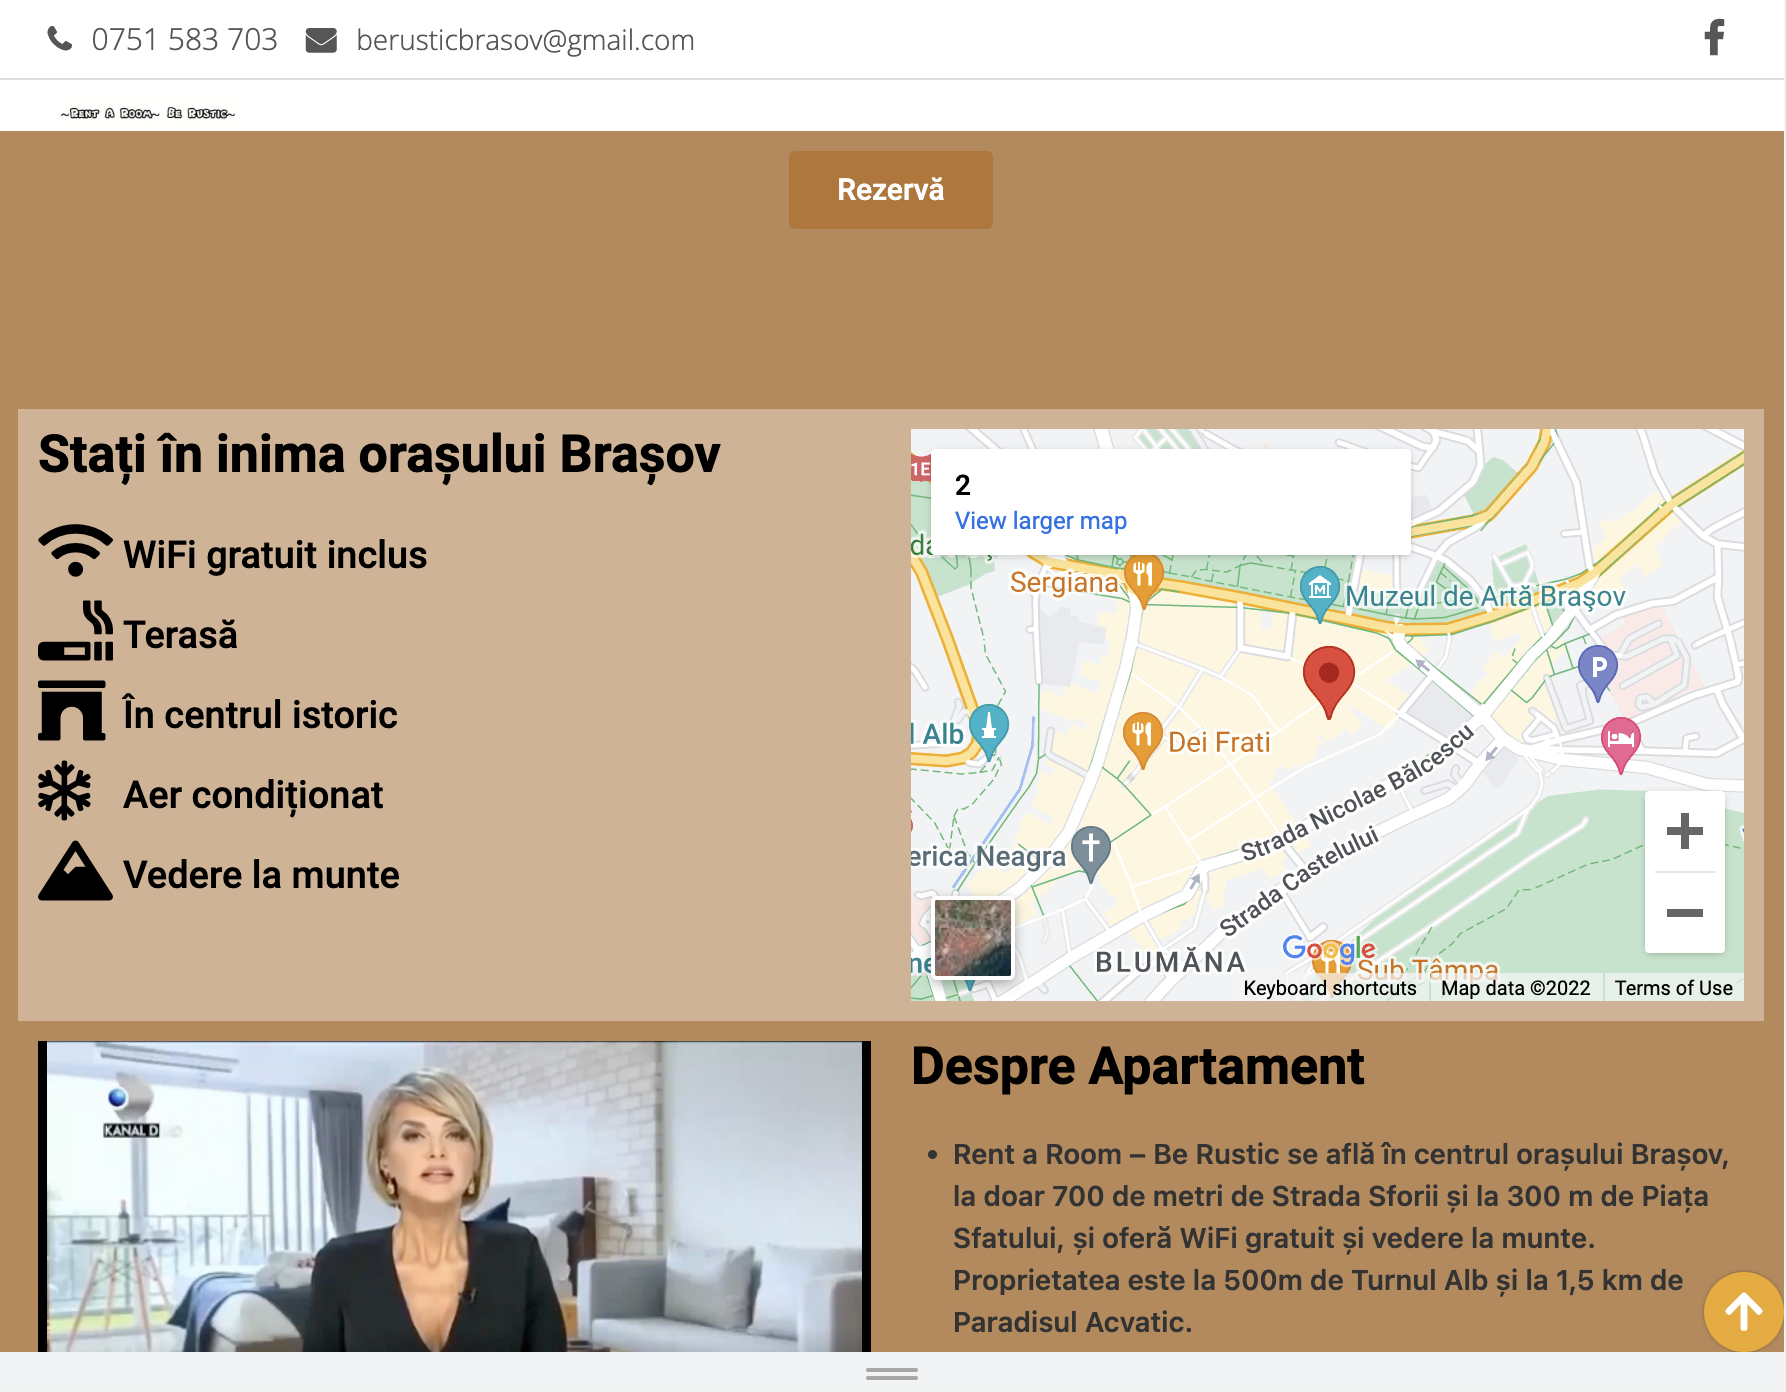 0751 583 703 berusticbrasov@gmail.com
~Rent A Room~ Be Rustic~
Rezervă
Stați în inima orașului Brașov
WiFi gratuit inclus
Terasă
În centrul istoric
Aer condiționat
Vedere la munte
1E
2
View larger map
Sergiana
Muzeul de Artă Braşov
P
l Alb
Dei Frati
Strada Nicolae Bălcescu
erica Neagra
Strada Castelului
BLUMĂNA
Google
Sub Tâmpa
Keyboard shortcuts
Map data ©2022
Terms of Use
KANAL D
Despre Apartament
• Rent a Room – Be Rustic se află în centrul orașului Brașov,
la doar 700 de metri de Strada Sforii și la 300 m de Piața
Sfatului, și oferă WiFi gratuit și vedere la munte.
Proprietatea este la 500m de Turnul Alb și la 1,5 km de
Paradisul Acvatic.